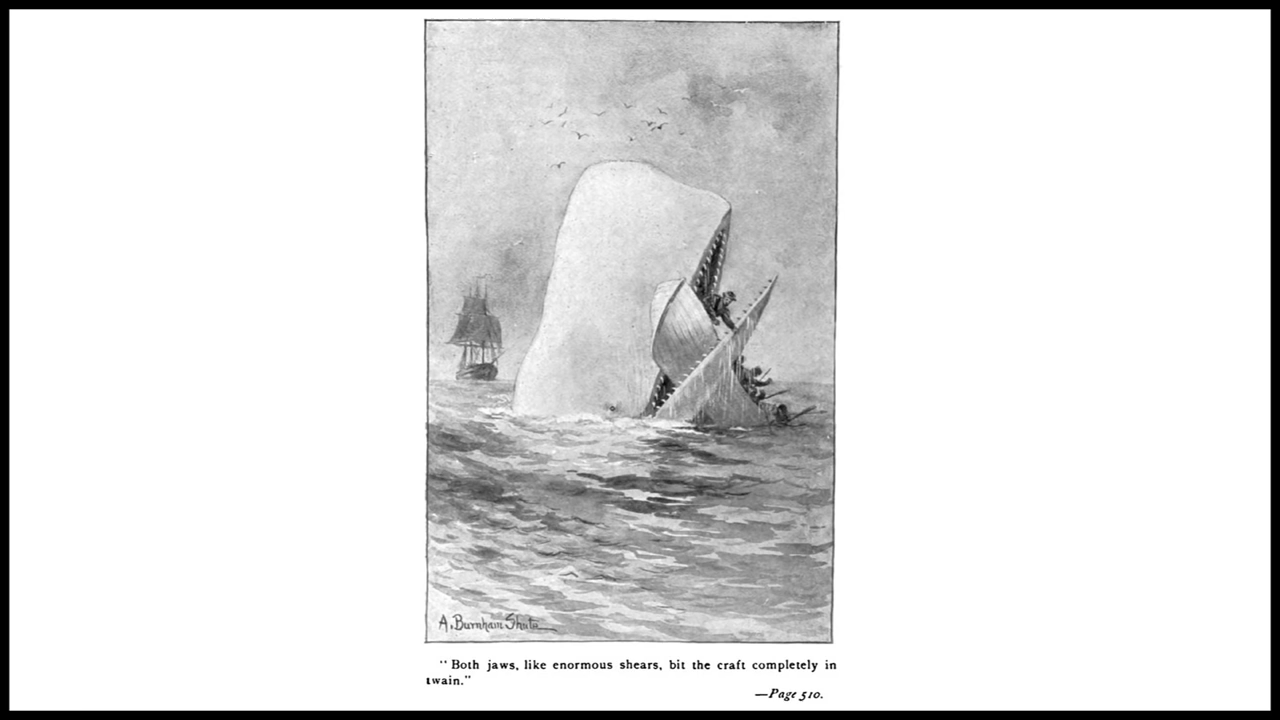 A. Burnham Shute
"Both jaws, like enormous shears, bit the craft completely in
twain."
—Page 510.